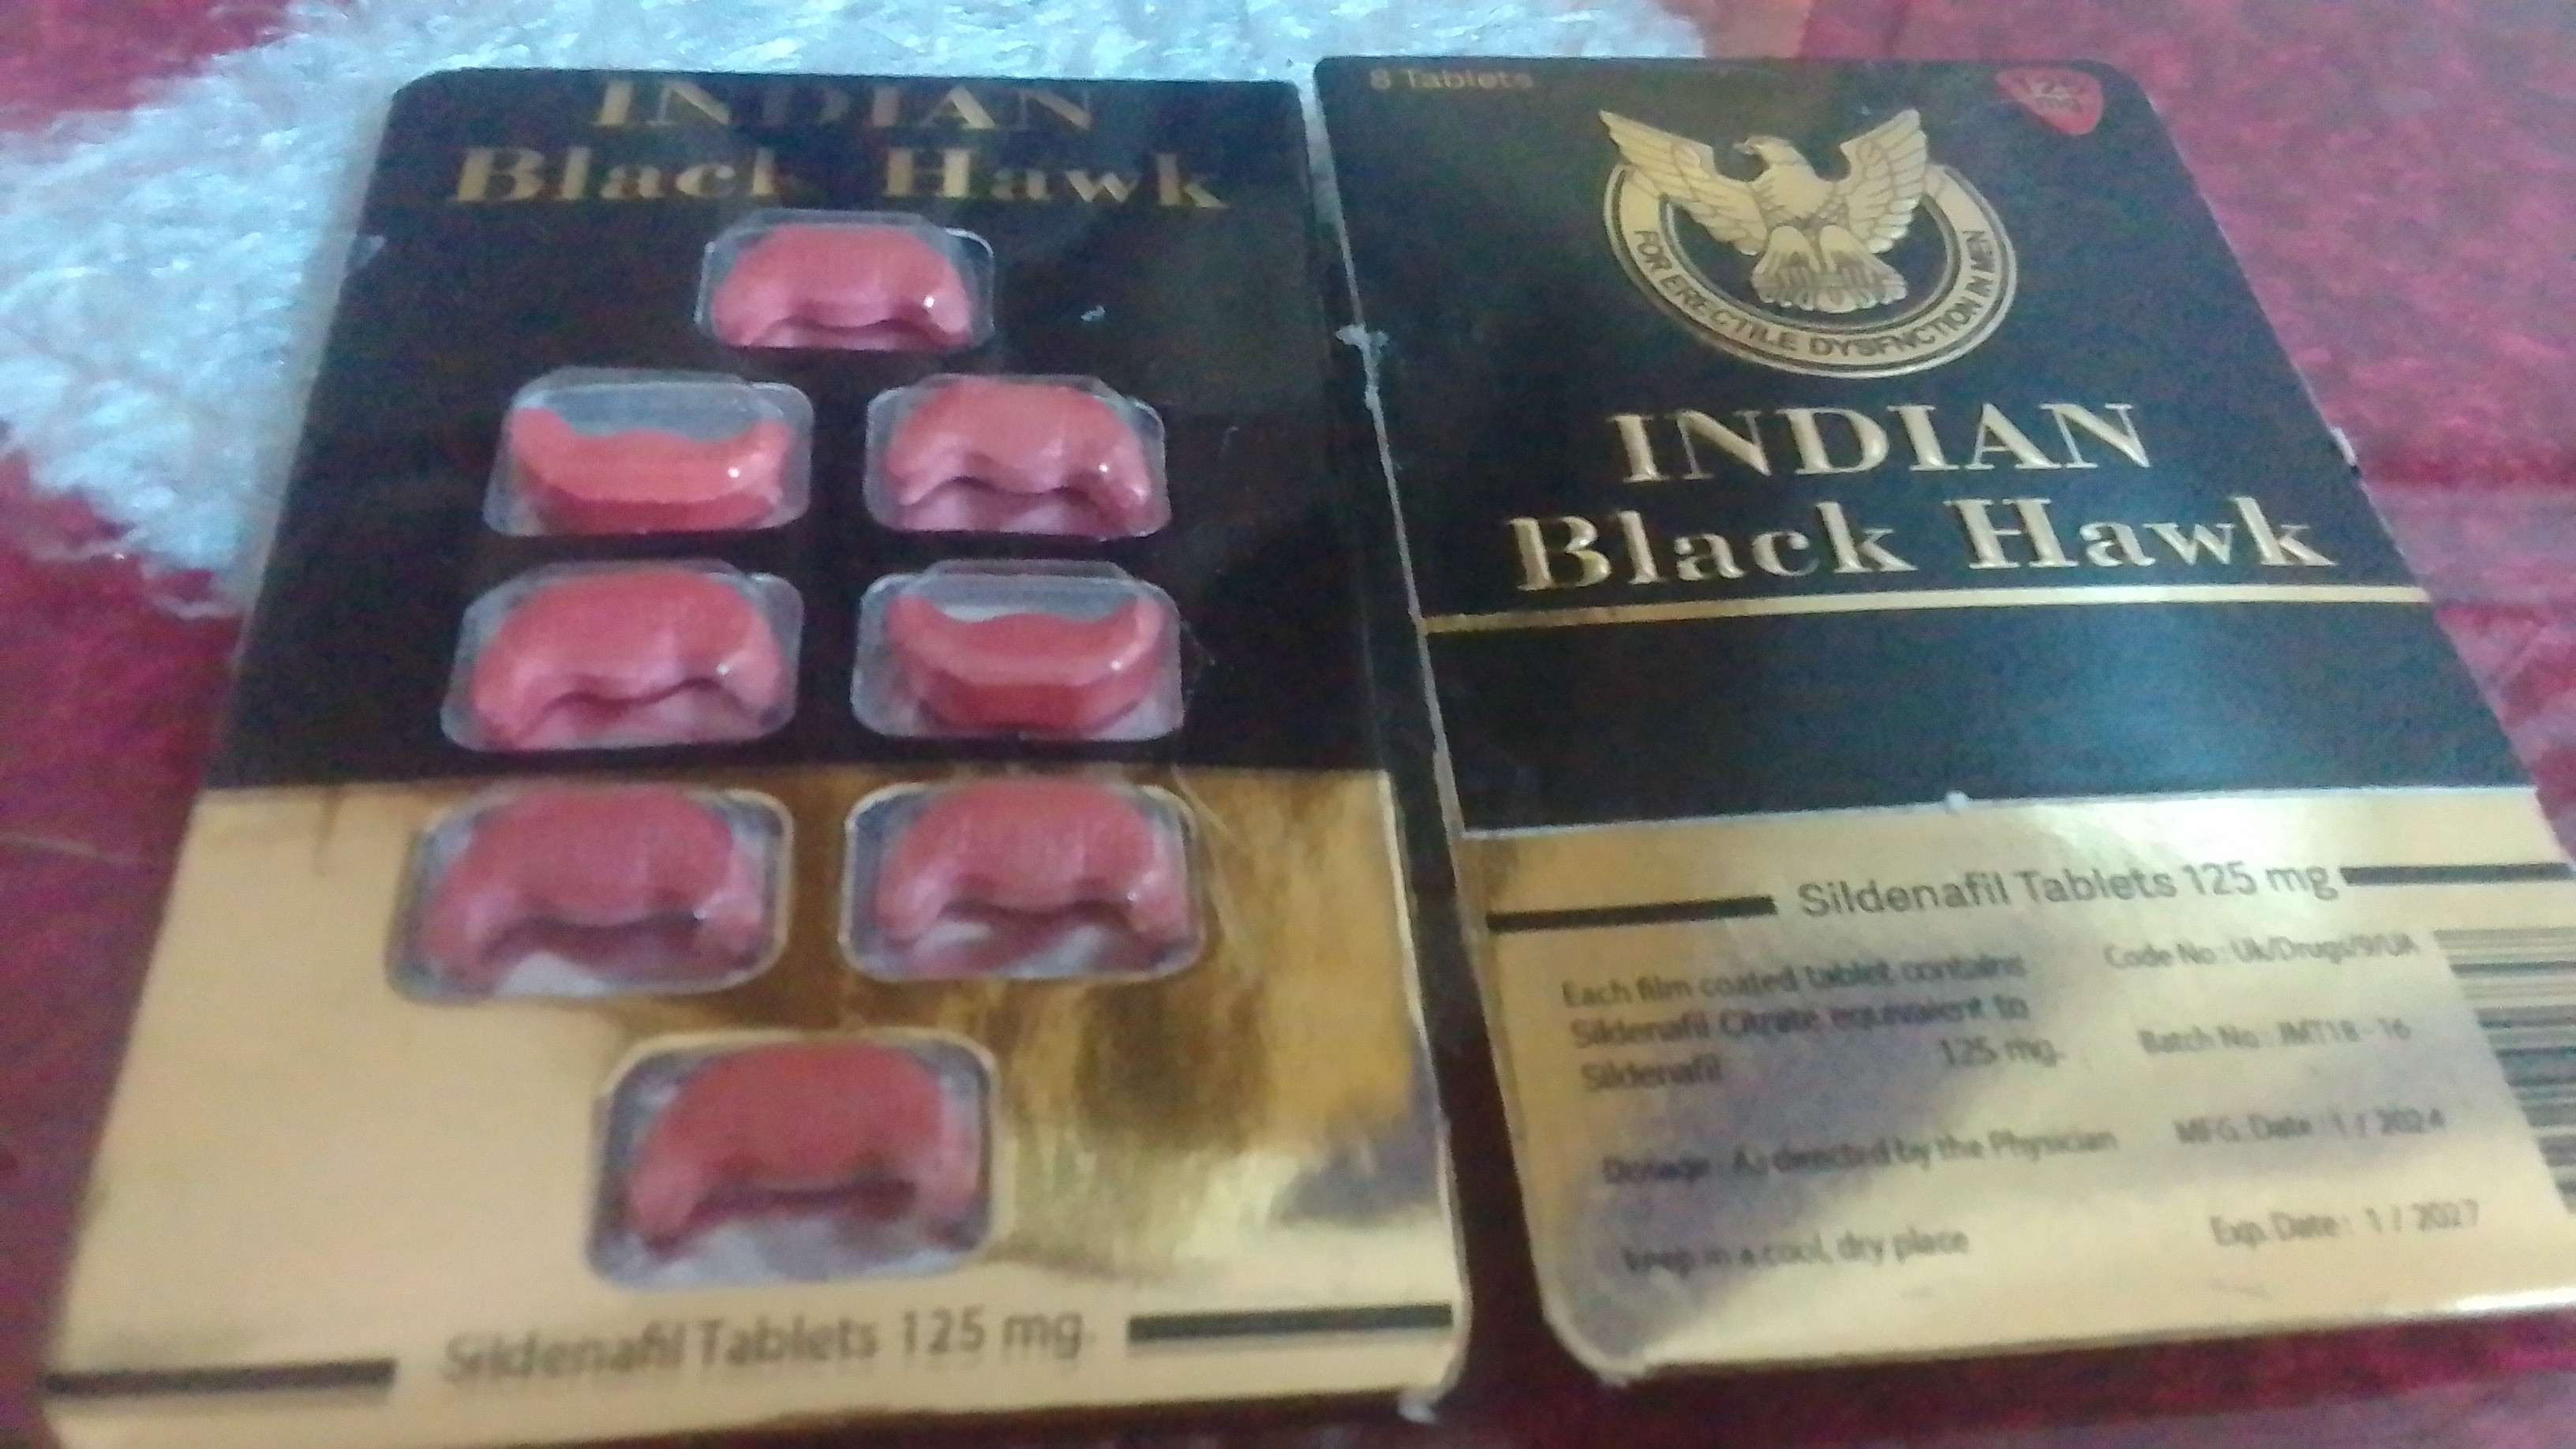 INDIAN
Black Hawk
Sildenafil Tablets 125 mg.
8 Tablets
125
mg
FOR ERECTILE DYSFNCTION IN MEN
INDIAN
Black Hawk
Sildenafil Tablets 125 mg
Each film coated tablet contains
Sildenafil Citrate equivalent to
Sildenafil 125 mg.
Code No : Uk/Drugs/9/UA
Batch No : JMT18 - 16
Dosage : As directed by the Physician
MFG. Date : 1 / 2024
keep in a cool, dry place
Exp. Date : 1 / 2027